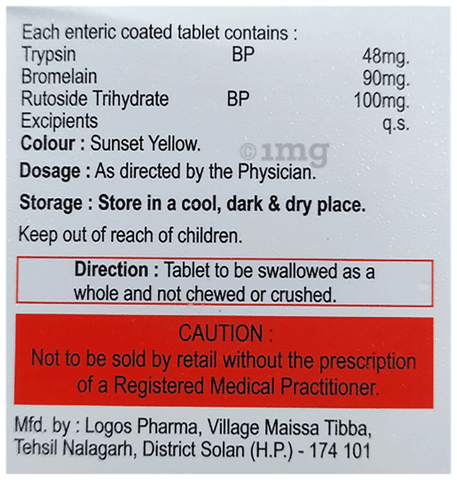 Each enteric coated tablet contains :
Trypsin BP 48mg.
Bromelain 90mg.
Rutoside Trihydrate BP 100mg.
Excipients q.s.
Colour : Sunset Yellow.
©1mg
Dosage : As directed by the Physician.
Storage : Store in a cool, dark & dry place.
Keep out of reach of children.
Direction : Tablet to be swallowed as a
whole and not chewed or crushed.
CAUTION :
Not to be sold by retail without the prescription
of a Registered Medical Practitioner.
Mfd. by : Logos Pharma, Village Maissa Tibba,
Tehsil Nalagarh, District Solan (H.P.) - 174 101